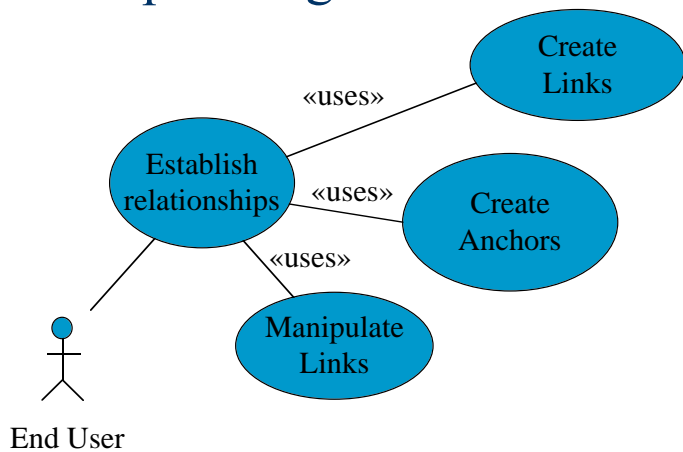 Create
Links
«uses»
Establish
relationships
«uses»
Create
Anchors
«uses»
Manipulate
Links
End User